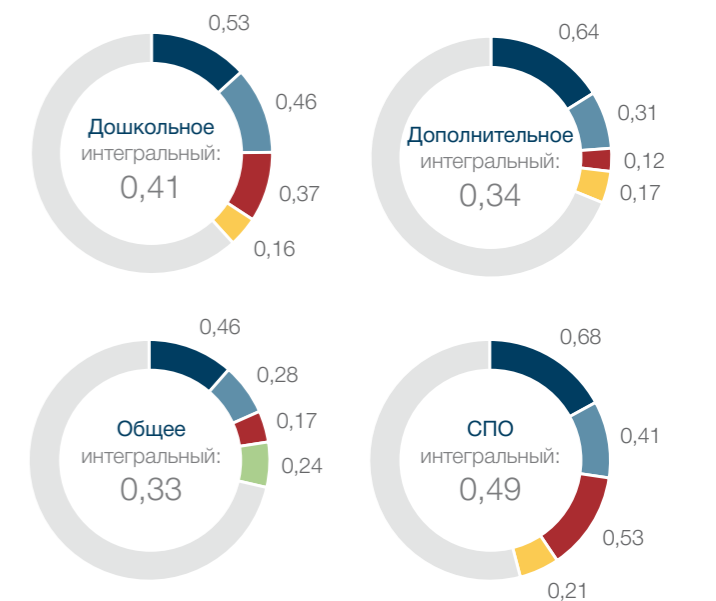 0,53
0,46
Дошкольное
интегральный:
0,41
0,37
0,16
0,64
0,31
Дополнительное
интегральный:
0,34
0,12
0,17
0,46
0,28
Общее
интегральный:
0,33
0,17
0,24
0,68
0,41
СПО
интегральный:
0,49
0,53
0,21